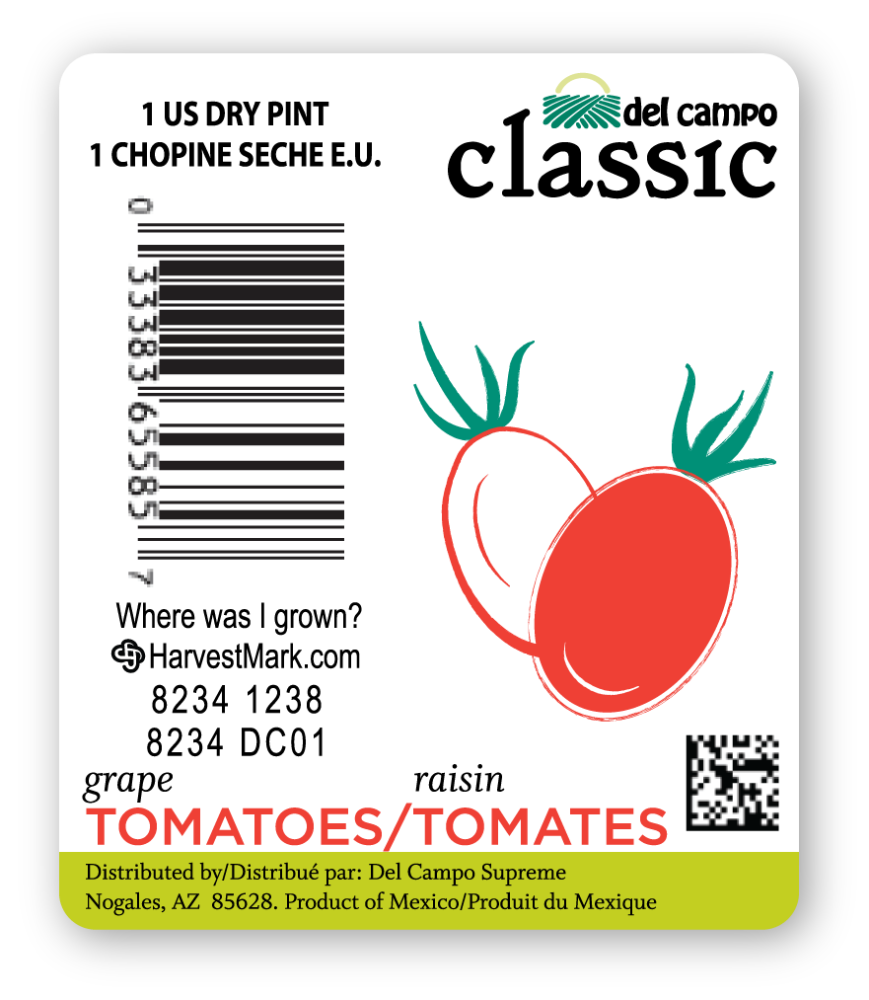 1 US DRY PINT
1 CHOPINE SECHE E.U.
del campo
classic
0 33383 65585 7
Where was I grown?
HarvestMark.com
8234 1238
8234 DC01
grape raisin
TOMATOES/TOMATES
Distributed by/Distribué par: Del Campo Supreme
Nogales, AZ 85628. Product of Mexico/Produit du Mexique